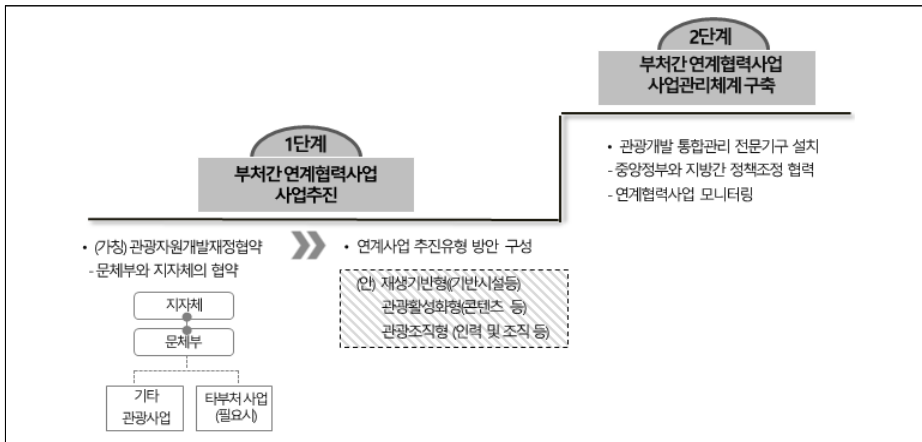 2단계
부처간 연계협력사업
사업관리체계 구축
1단계
부처간 연계협력사업
사업추진
• 관광개발 통합관리 전문기구 설치
- 중앙정부와 지방간 정책조정 협력
- 연계협력사업 모니터링
• (가칭) 관광자원개발재정협약
- 문체부와 지자체의 협약
지자체
문체부
기타
관광사업
타부처 사업
(필요시)
• 연계사업 추진유형 방안 구성
(안) 재생기반형(기반시설등)
관광활성화형(콘텐츠 등)
관광조직형 (인력 및 조직 등)